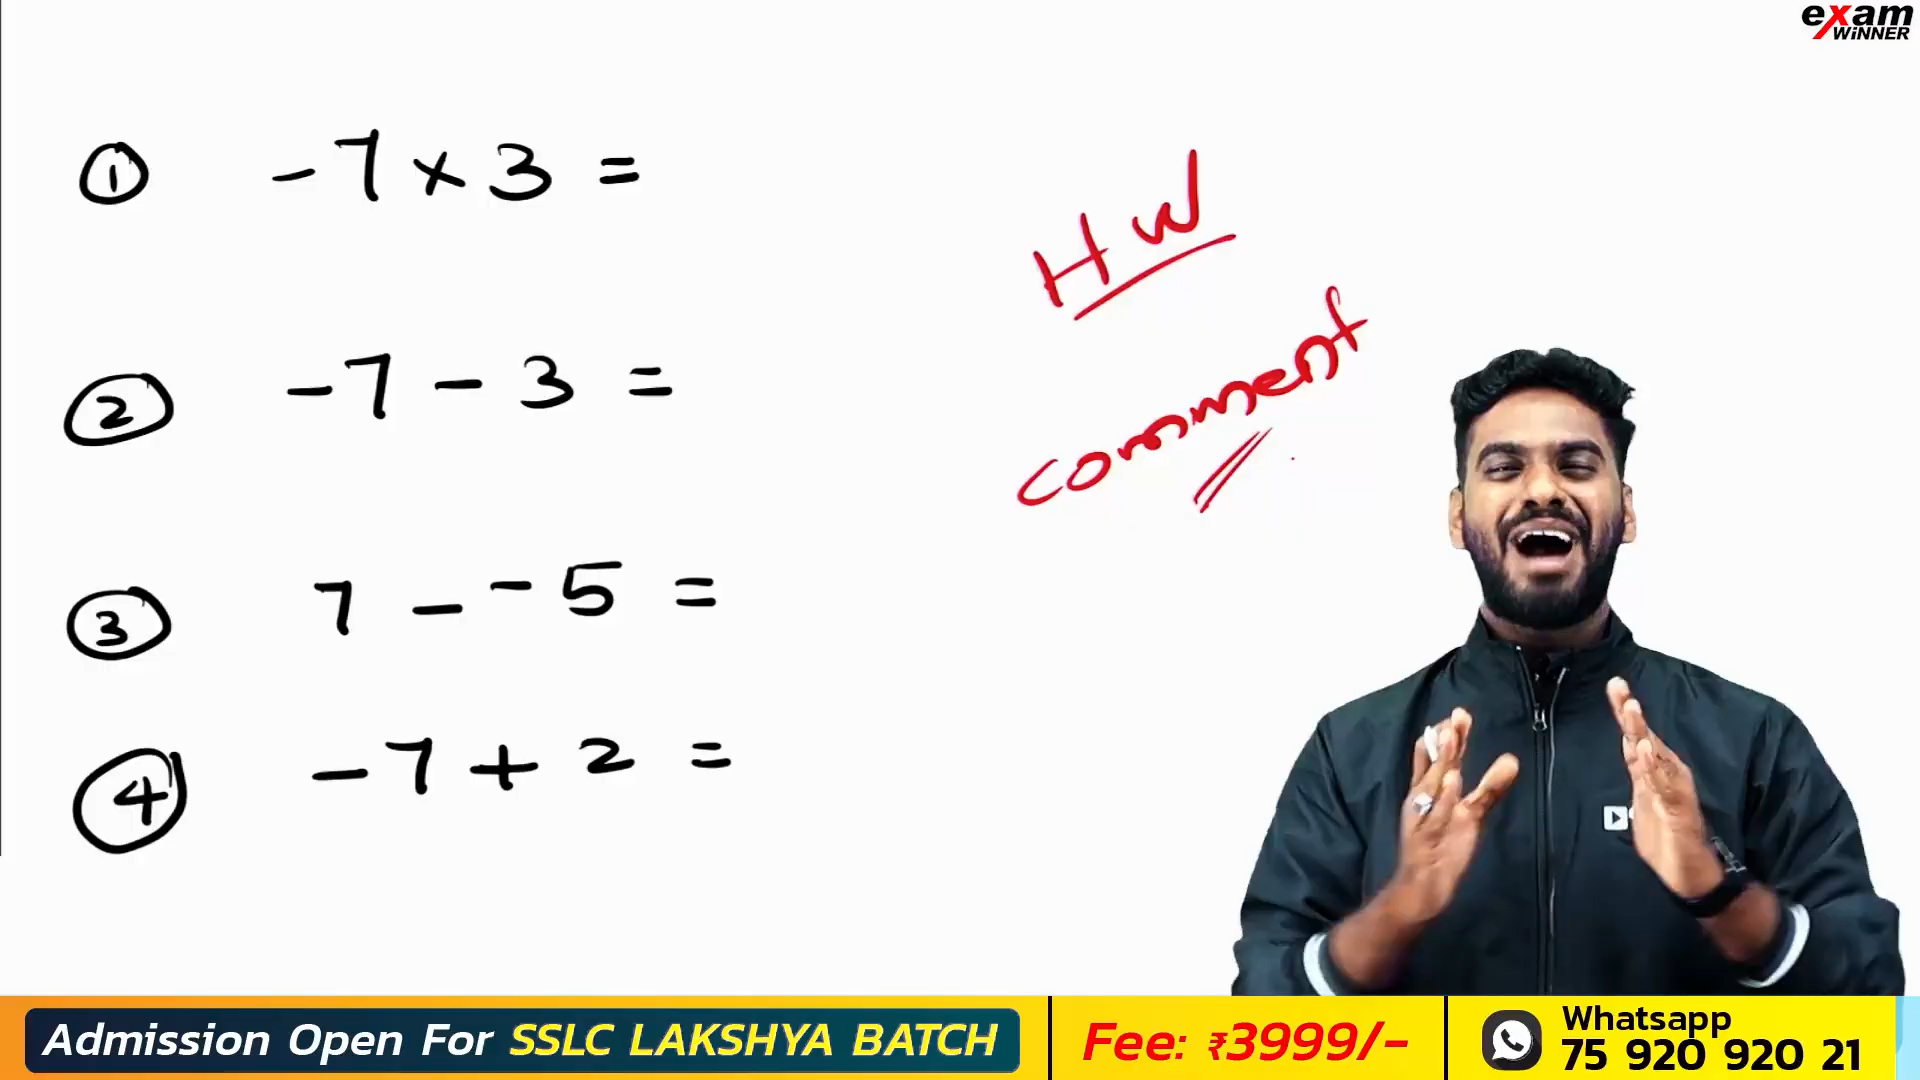 exam
WiNNER
① -7 × 3 =
② -7 - 3 =
③ 7 - -5 =
④ -7 + 2 =
HW
comment
Admission Open For SSLC LAKSHYA BATCH
Fee: ₹3999/-
Whatsapp
75 920 920 21